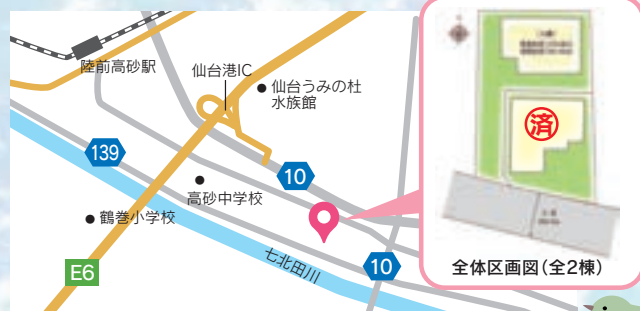 陸前高砂駅
仙台港IC
仙台うみの杜
水族館
139
10
高砂中学校
鶴巻小学校
E6
七北田川
10
済
全体区画図(全2棟)